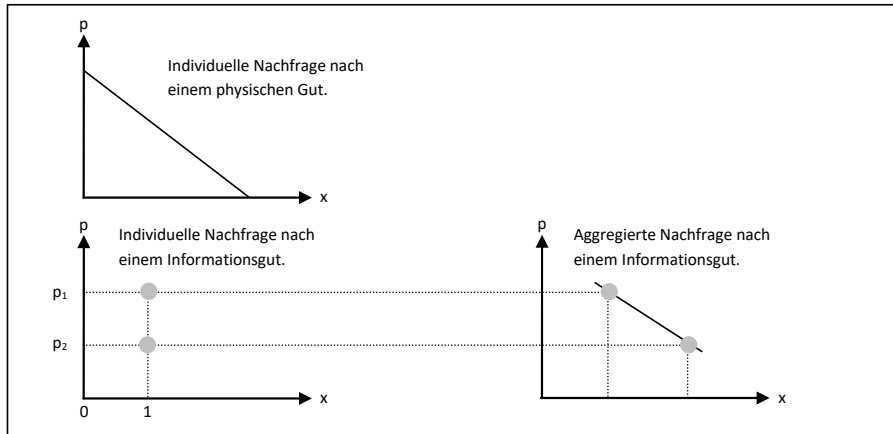 p
Individuelle Nachfrage nach
einem physischen Gut.
x
p
Individuelle Nachfrage nach
einem Informationsgut.
p
Aggregierte Nachfrage nach
einem Informationsgut.
p1
p2
x
x
0 1